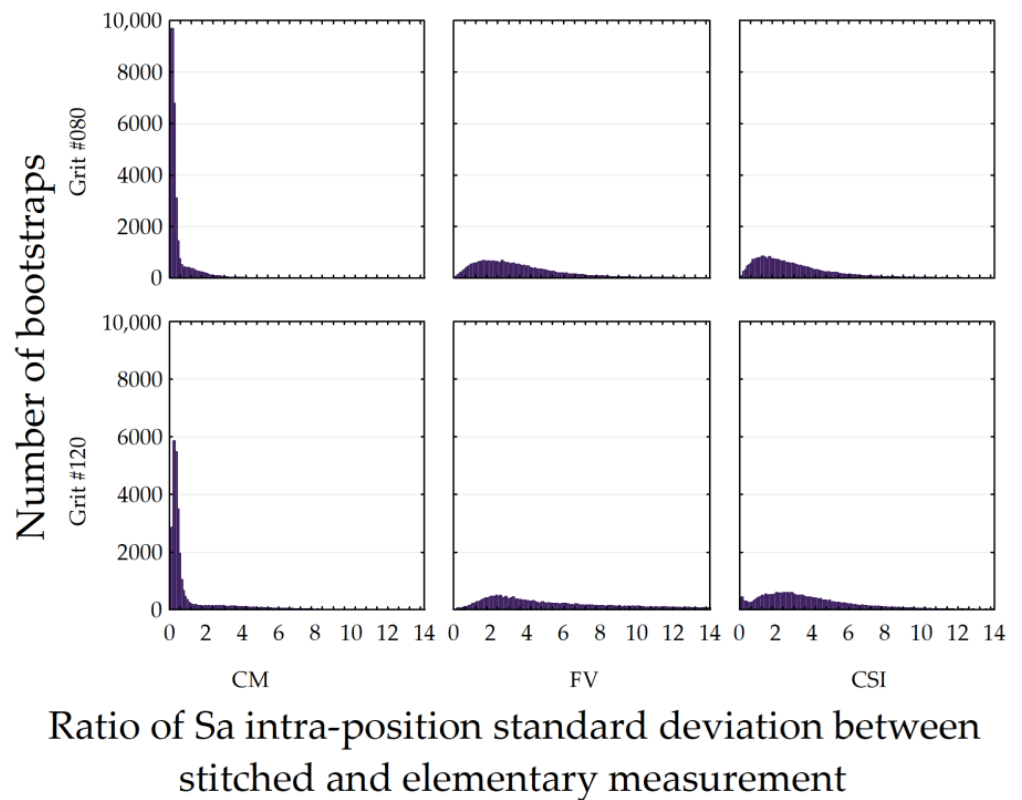 10,000
8000
6000
4000
2000
0
Grit #080
10,000
8000
6000
4000
2000
0
Grit #120
Number of bootstraps
0 2 4 6 8 10 12 14 0 2 4 6 8 10 12 14 0 2 4 6 8 10 12 14
CM FV CSI
Ratio of Sa intra-position standard deviation between
stitched and elementary measurement